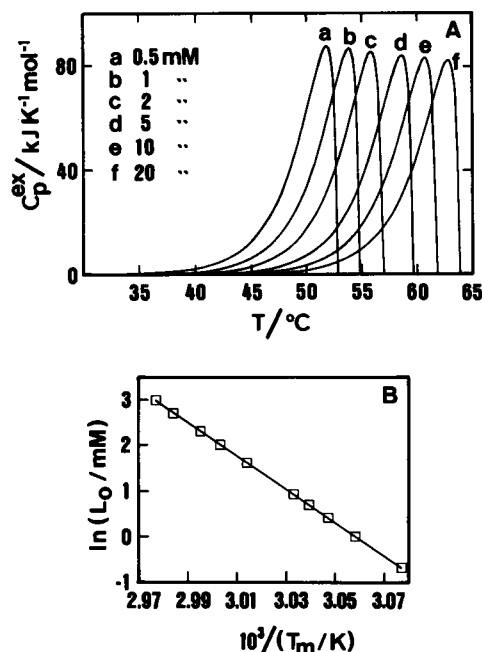 A
a 0.5 mM
b 1 "
c 2 "
d 5 "
e 10 "
f 20 "
a b c d e f
C_p^ex / kJ K⁻¹ mol⁻¹
80
40
0
35 40 45 50 55 60 65
T/°C
B
ln (L_o / mM)
3
2
1
0
-1
2.97 2.99 3.01 3.03 3.05 3.07
10³/(T_m/K)